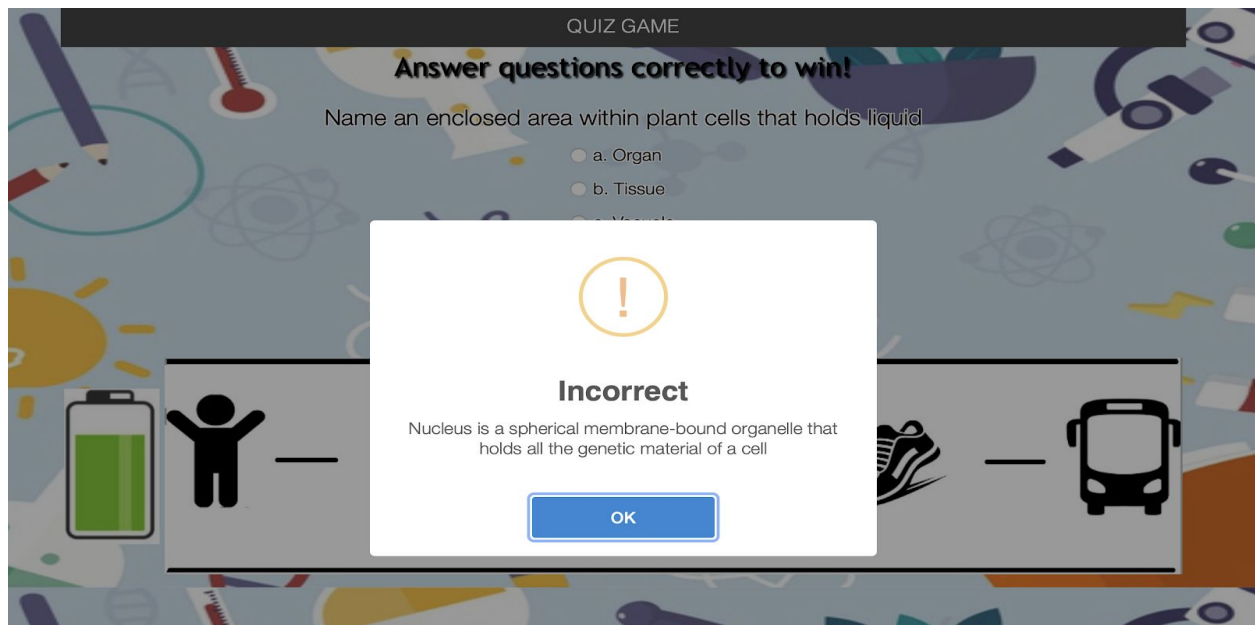 QUIZ GAME
Answer questions correctly to win!
Name an enclosed area within plant cells that holds liquid
a. Organ
b. Tissue
Incorrect
Nucleus is a spherical membrane-bound organelle that
holds all the genetic material of a cell
OK